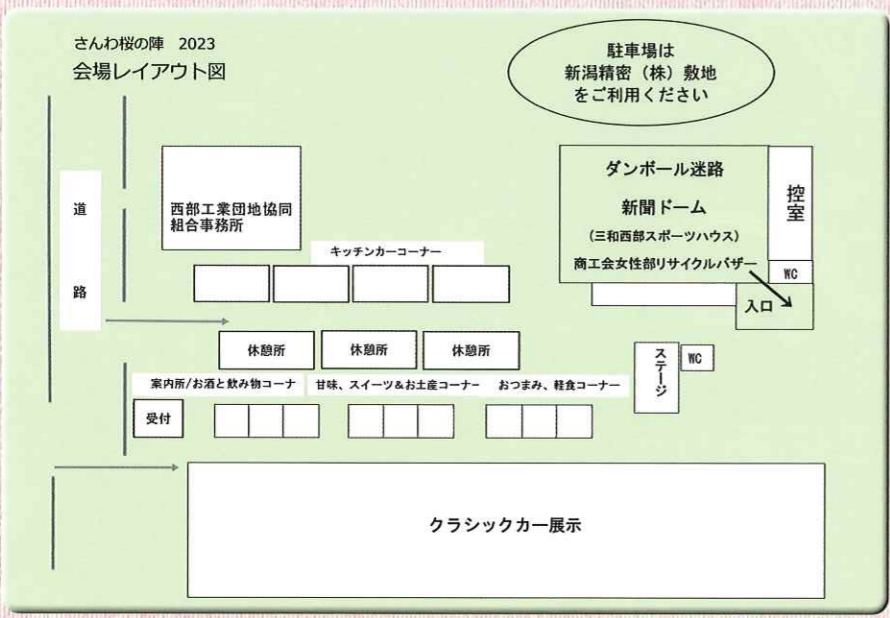 さんわ桜の陣 2023
会場レイアウト図
駐車場は
新潟精密（株）敷地
をご利用ください
道
路
西部工業団地協同
組合事務所
ダンボール迷路
新聞ドーム
（三和西部スポーツハウス）
商工会女性部リサイクルバザー
控室
WC
入口
キッチンカーコーナー
休憩所
休憩所
休憩所
ステージ
WC
案内所/お酒と飲み物コーナ
甘味、スイーツ&お土産コーナー
おつまみ、軽食コーナー
受付
クラシックカー展示